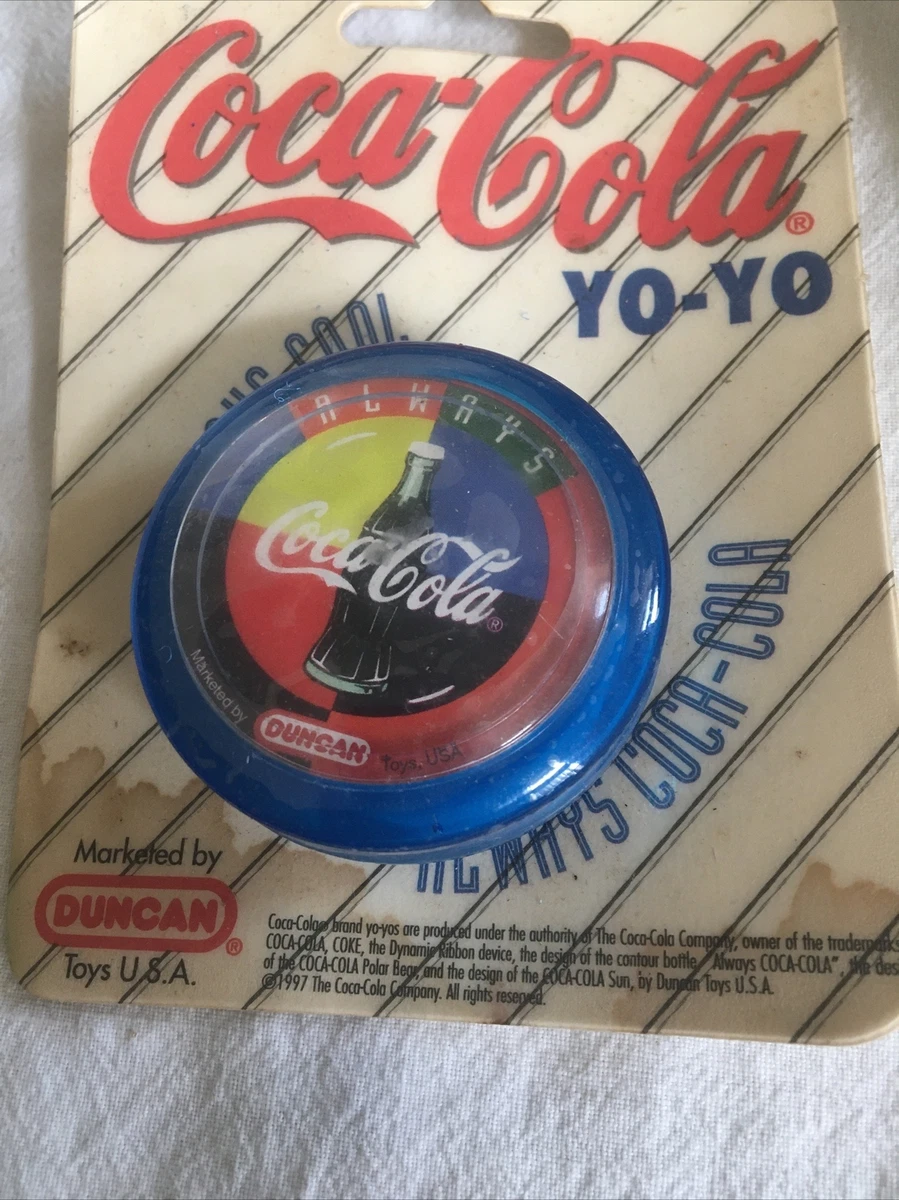 Coca-Cola®
YO-YO
COOL
ALWAYS
Coca-Cola®
Marketed by
DUNCAN
Toys, USA
ALWAYS COCA-COLA
Marketed by
DUNCAN®
Toys U.S.A.
Coca-Cola® brand yo-yos are produced under the authority of The Coca-Cola Company, owner of the trademarks
COCA-COLA, COKE, the Dynamic Ribbon device, the design of the contour bottle, "Always COCA-COLA", the des
of the COCA-COLA Polar Bear, and the design of the COCA-COLA Sun, by Duncan Toys U.S.A.
©1997 The Coca-Cola Company. All rights reserved.